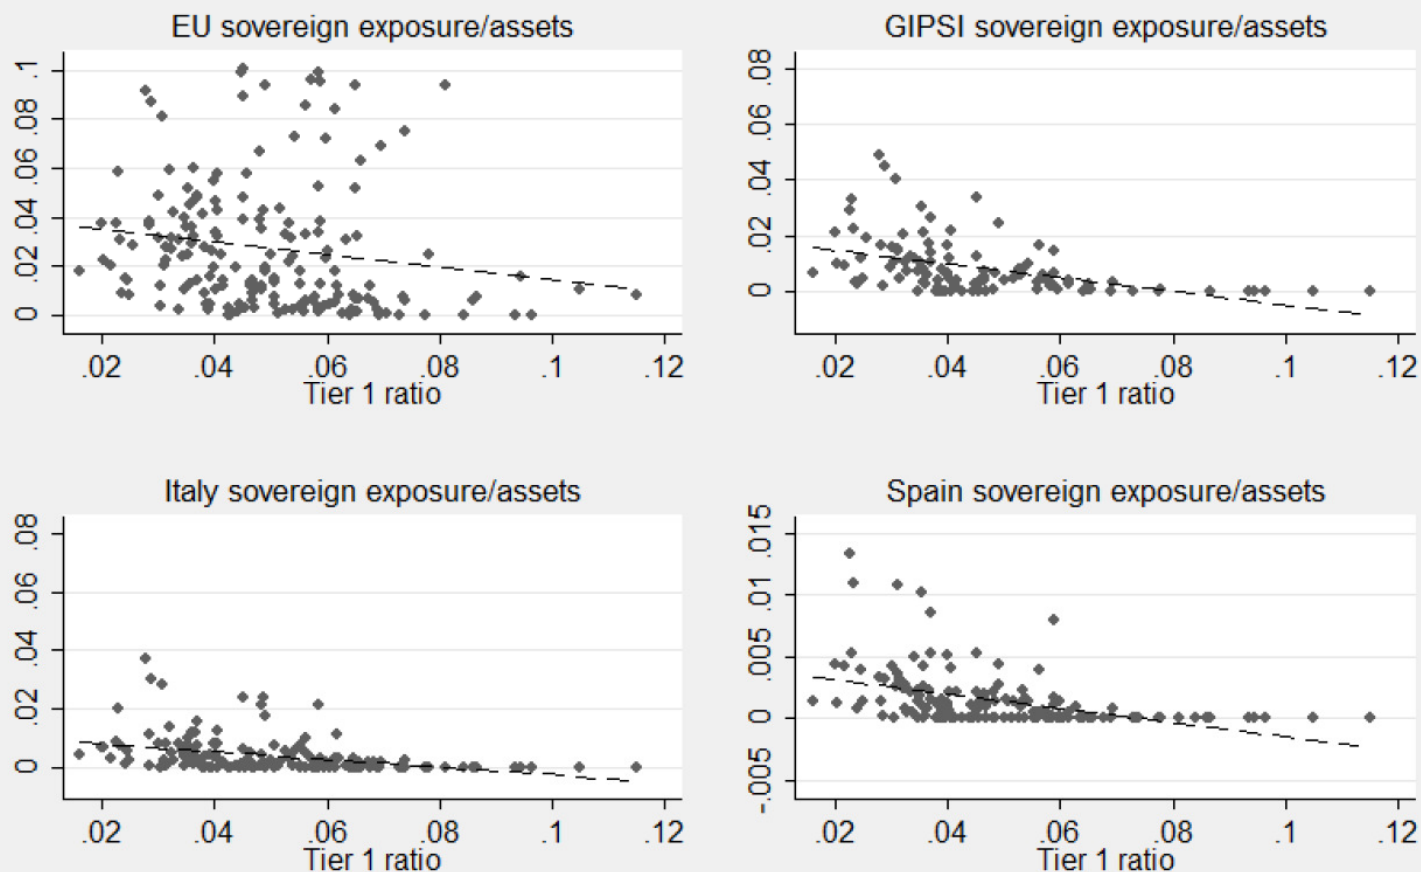 EU sovereign exposure/assets
.1
.08
.06
.04
.02
0
.02 .04 .06 .08 .1 .12
Tier 1 ratio
GIPSI sovereign exposure/assets
.08
.06
.04
.02
0
.02 .04 .06 .08 .1 .12
Tier 1 ratio
Italy sovereign exposure/assets
.08
.06
.04
.02
0
.02 .04 .06 .08 .1 .12
Tier 1 ratio
Spain sovereign exposure/assets
.015
.01
.005
0
-.005
.02 .04 .06 .08 .1 .12
Tier 1 ratio